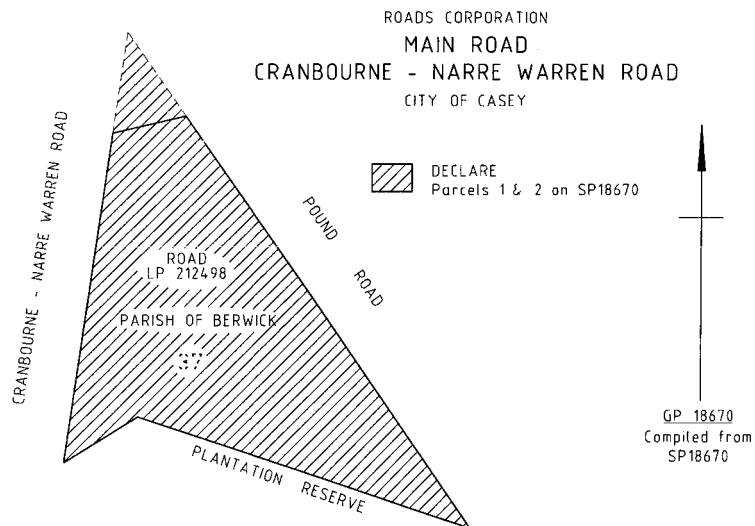 ROADS CORPORATION
MAIN ROAD
CRANBOURNE - NARRE WARREN ROAD
CITY OF CASEY
DECLARE
Parcels 1 & 2 on SP18670
CRANBOURNE - NARRE WARREN ROAD
POUND ROAD
ROAD
LP 212498
PARISH OF BERWICK
37
PLANTATION RESERVE
GP 18670
Compiled from
SP18670